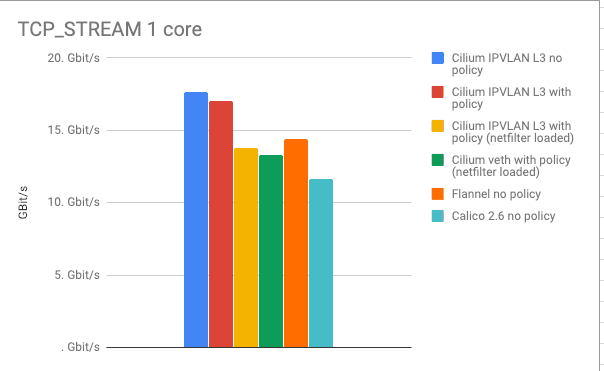 TCP_STREAM 1 core
20. Gbit/s
15. Gbit/s
10. Gbit/s
5. Gbit/s
. Gbit/s
GBit/s
Cilium IPVLAN L3 no
policy
Cilium IPVLAN L3 with
policy
Cilium IPVLAN L3 with
policy (netfilter loaded)
Cilium veth with policy
(netfilter loaded)
Flannel no policy
Calico 2.6 no policy